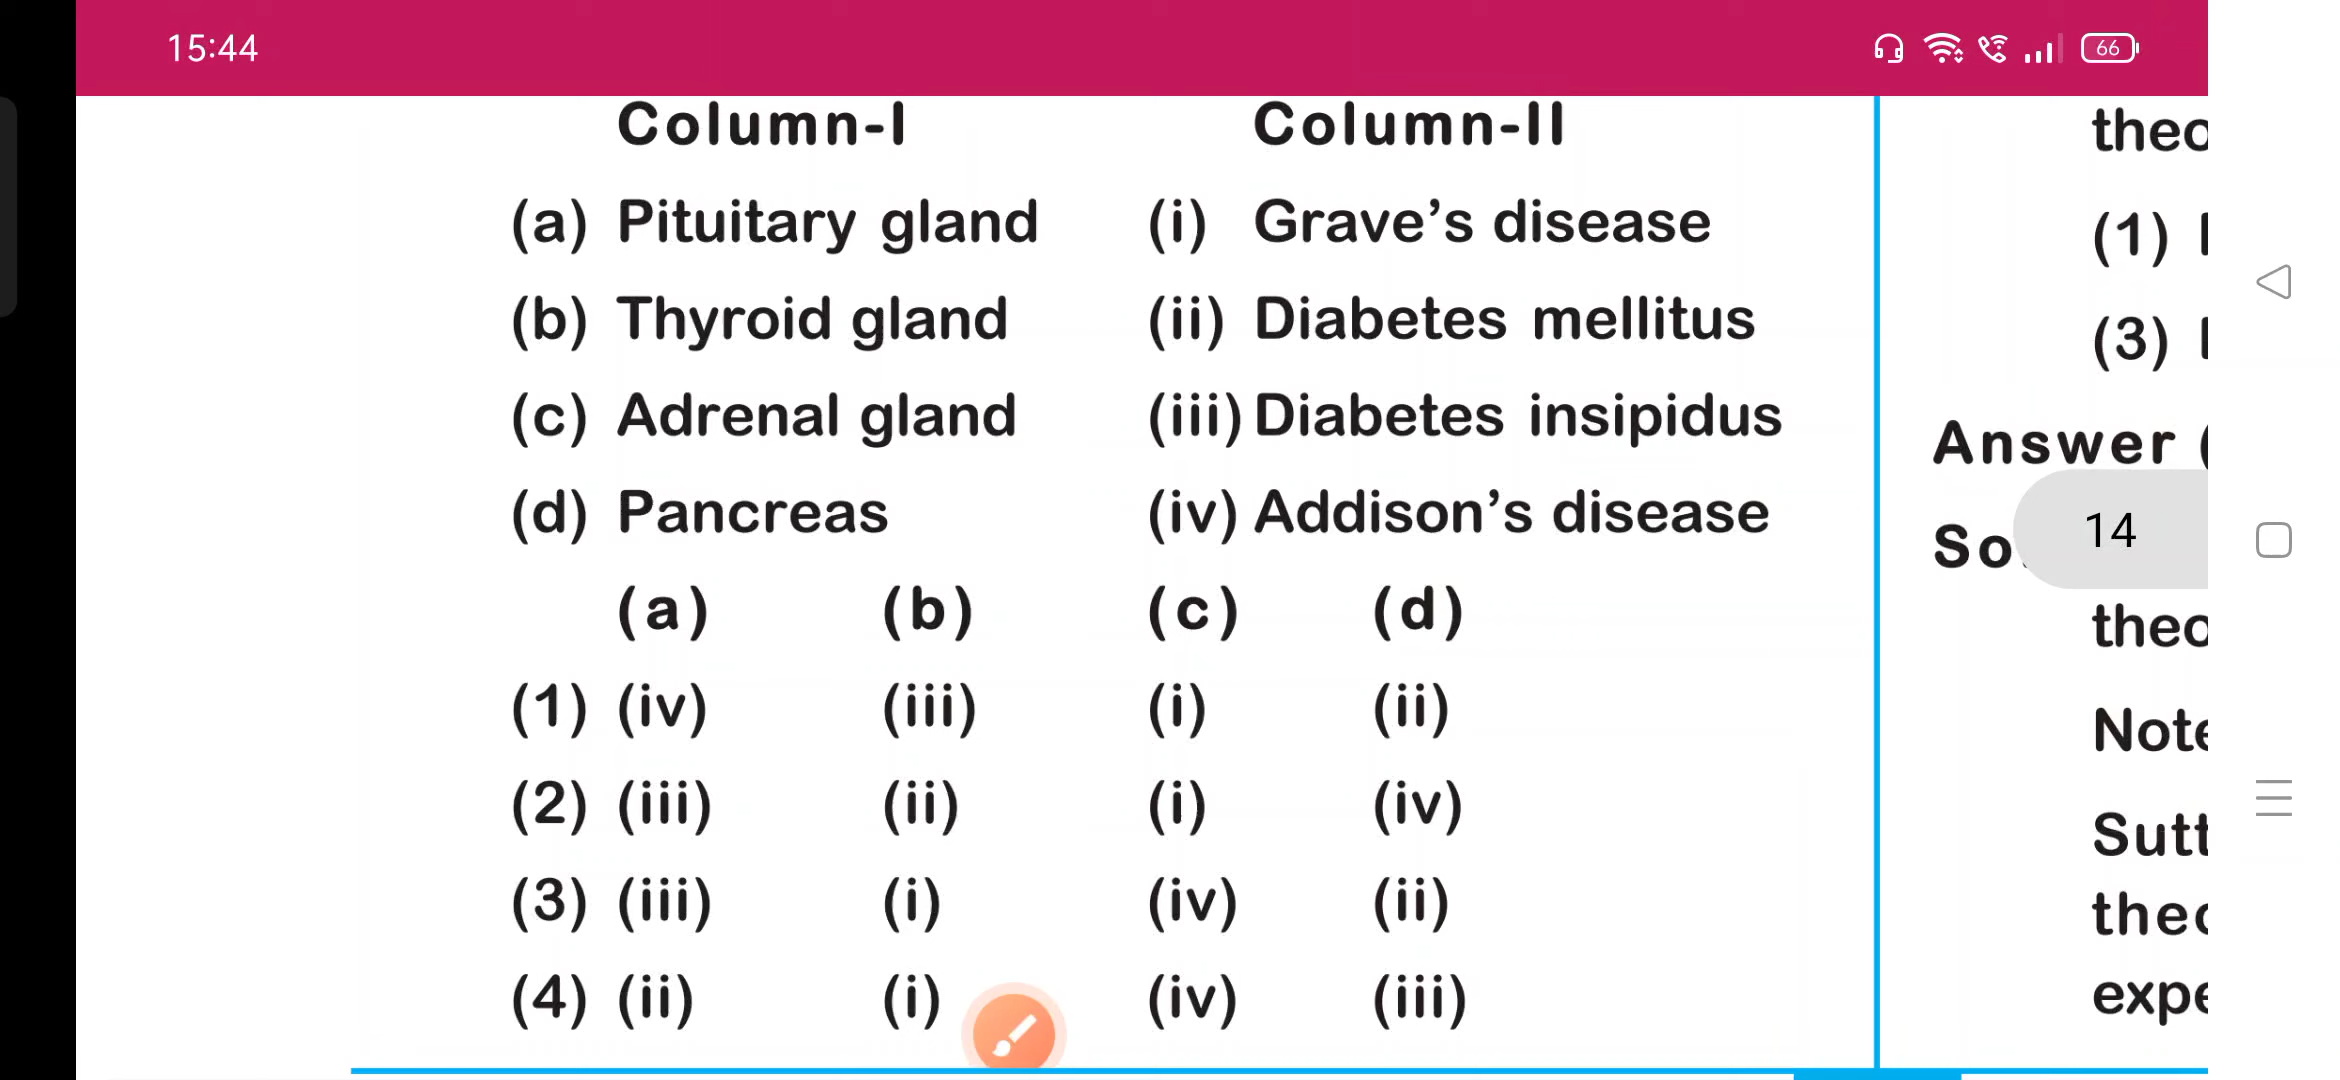 15:44
66
Column-I Column-II
(a) Pituitary gland (i) Grave's disease
(b) Thyroid gland (ii) Diabetes mellitus
(c) Adrenal gland (iii) Diabetes insipidus
(d) Pancreas (iv) Addison's disease
(a) (b) (c) (d)
(1) (iv) (iii) (i) (ii)
(2) (iii) (ii) (i) (iv)
(3) (iii) (i) (iv) (ii)
(4) (ii) (i) (iv) (iii)
(1)
(3)
Answer (
14